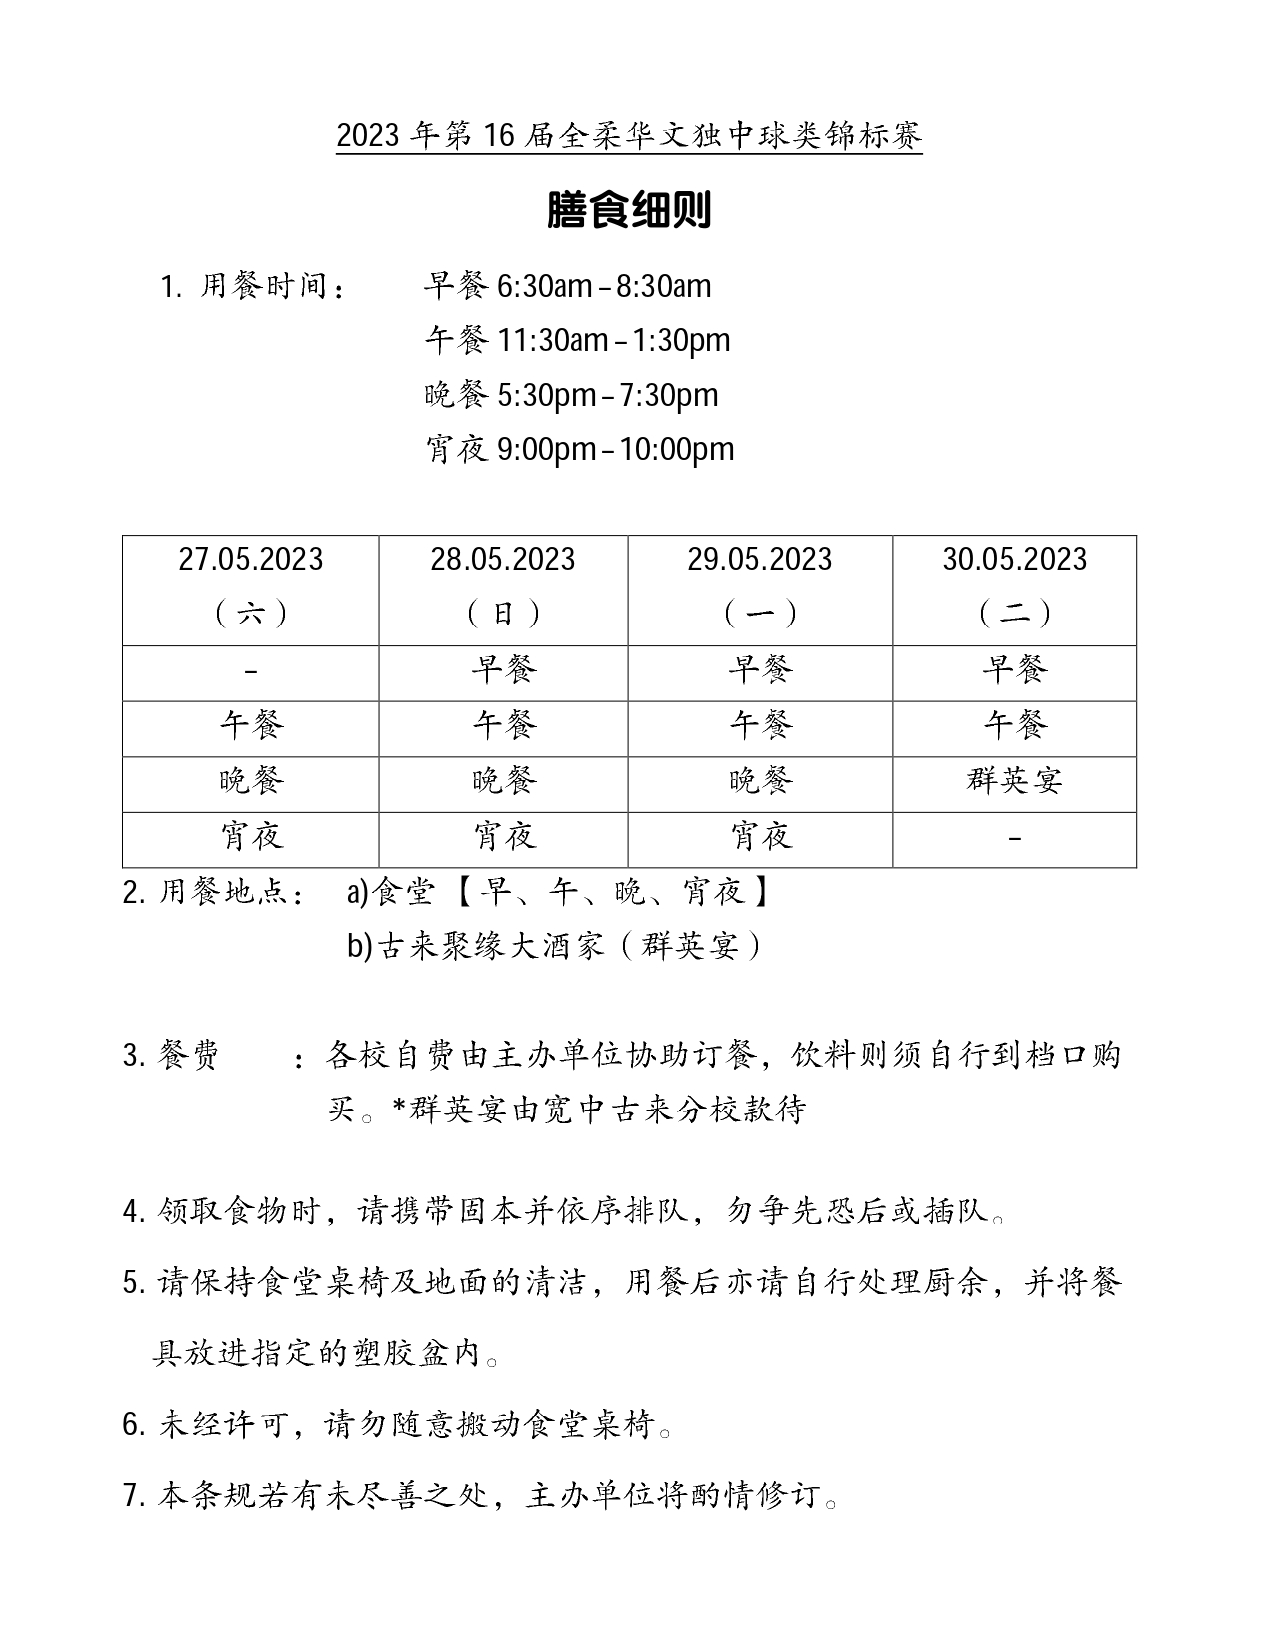 2023 年第 16 届全柔华文独中球类锦标赛
膳食细则
1. 用餐时间： 早餐 6:30am – 8:30am
午餐 11:30am – 1:30pm
晚餐 5:30pm – 7:30pm
宵夜 9:00pm – 10:00pm
27.05.2023 28.05.2023 29.05.2023 30.05.2023
（六） （日） （一） （二）
– 早餐 早餐 早餐
午餐 午餐 午餐 午餐
晚餐 晚餐 晚餐 群英宴
宵夜 宵夜 宵夜 –
2. 用餐地点： a)食堂【早、午、晚、宵夜】
b)古来聚缘大酒家（群英宴）
3. 餐费 ：各校自费由主办单位协助订餐，饮料则须自行到档口购
买。*群英宴由宽中古来分校款待
4. 领取食物时，请携带固本并依序排队，勿争先恐后或插队。
5. 请保持食堂桌椅及地面的清洁，用餐后亦请自行处理厨余，并将餐
具放进指定的塑胶盆内。
6. 未经许可，请勿随意搬动食堂桌椅。
7. 本条规若有未尽善之处，主办单位将酌情修订。